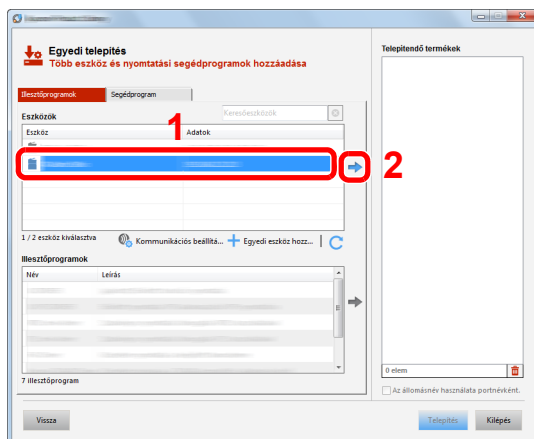 Egyedi telepítés
Több eszköz és nyomtatási segédprogramok hozzáadása
Illesztőprogramok
Segédprogram
Eszközök
Keresőeszközök
Eszköz
Adatok
1
2
1 / 2 eszköz kiválasztva
Kommunikációs beállítá...
Egyedi eszköz hozz...
Illesztőprogramok
Név
Leírás
7 illesztőprogram
Telepítendő termékek
0 elem
Az állomásnév használata portnévként.
Vissza
Telepítés
Kilépés